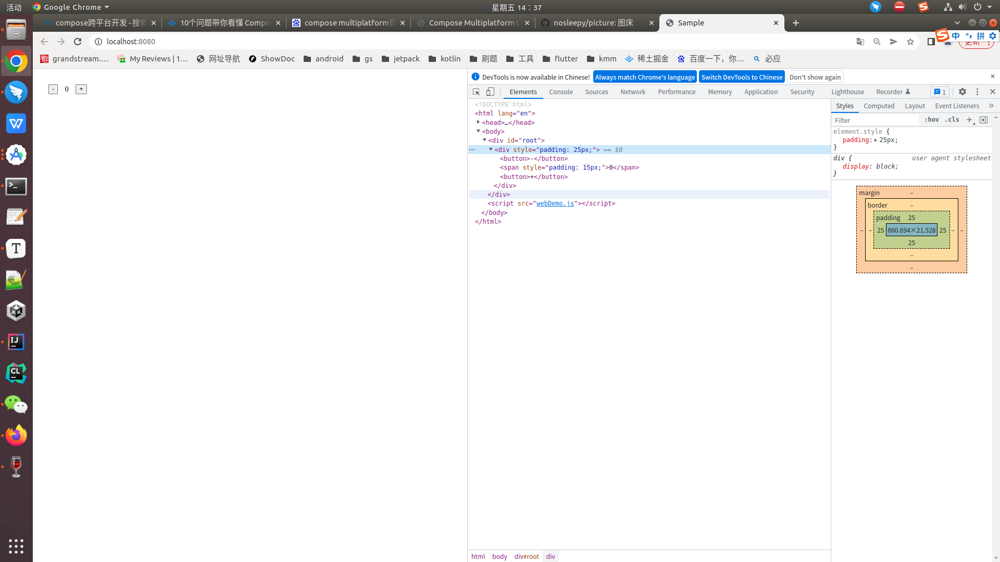 活动
Google Chrome
星期五 14：37
compose跨平台开发 - 搜索
10个问题带你看懂 Compo
compose multiplatform官
Compose Multiplatform U
nosleepy/picture: 图床
Sample
localhost:8080
中
拼
更新
grandstream....
My Reviews | 1...
网址导航
ShowDoc
android
gs
jetpack
kotlin
刷题
工具
flutter
kmm
稀土掘金
百度一下，你...
必应
- 0 +
DevTools is now available in Chinese!
Always match Chrome's language
Switch DevTools to Chinese
Don't show again
Elements
Console
Sources
Network
Performance
Memory
Application
Security
Lighthouse
Recorder
1
<!DOCTYPE html>
<html lang="en">
<head>…</head>
<body>
<div id="root">
<div style="padding: 25px;"> == $0
<button>-</button>
<span style="padding: 15px;">0</span>
<button>+</button>
</div>
</div>
<script src="webDemo.js"></script>
</body>
</html>
Styles
Computed
Layout
Event Listeners
Filter
:hov .cls
element.style {
padding: 25px;
}
div { user agent stylesheet
display: block;
}
margin –
border –
padding 25
– – 25 860.694×21.528 25 – –
25
–
–
html body div#root div